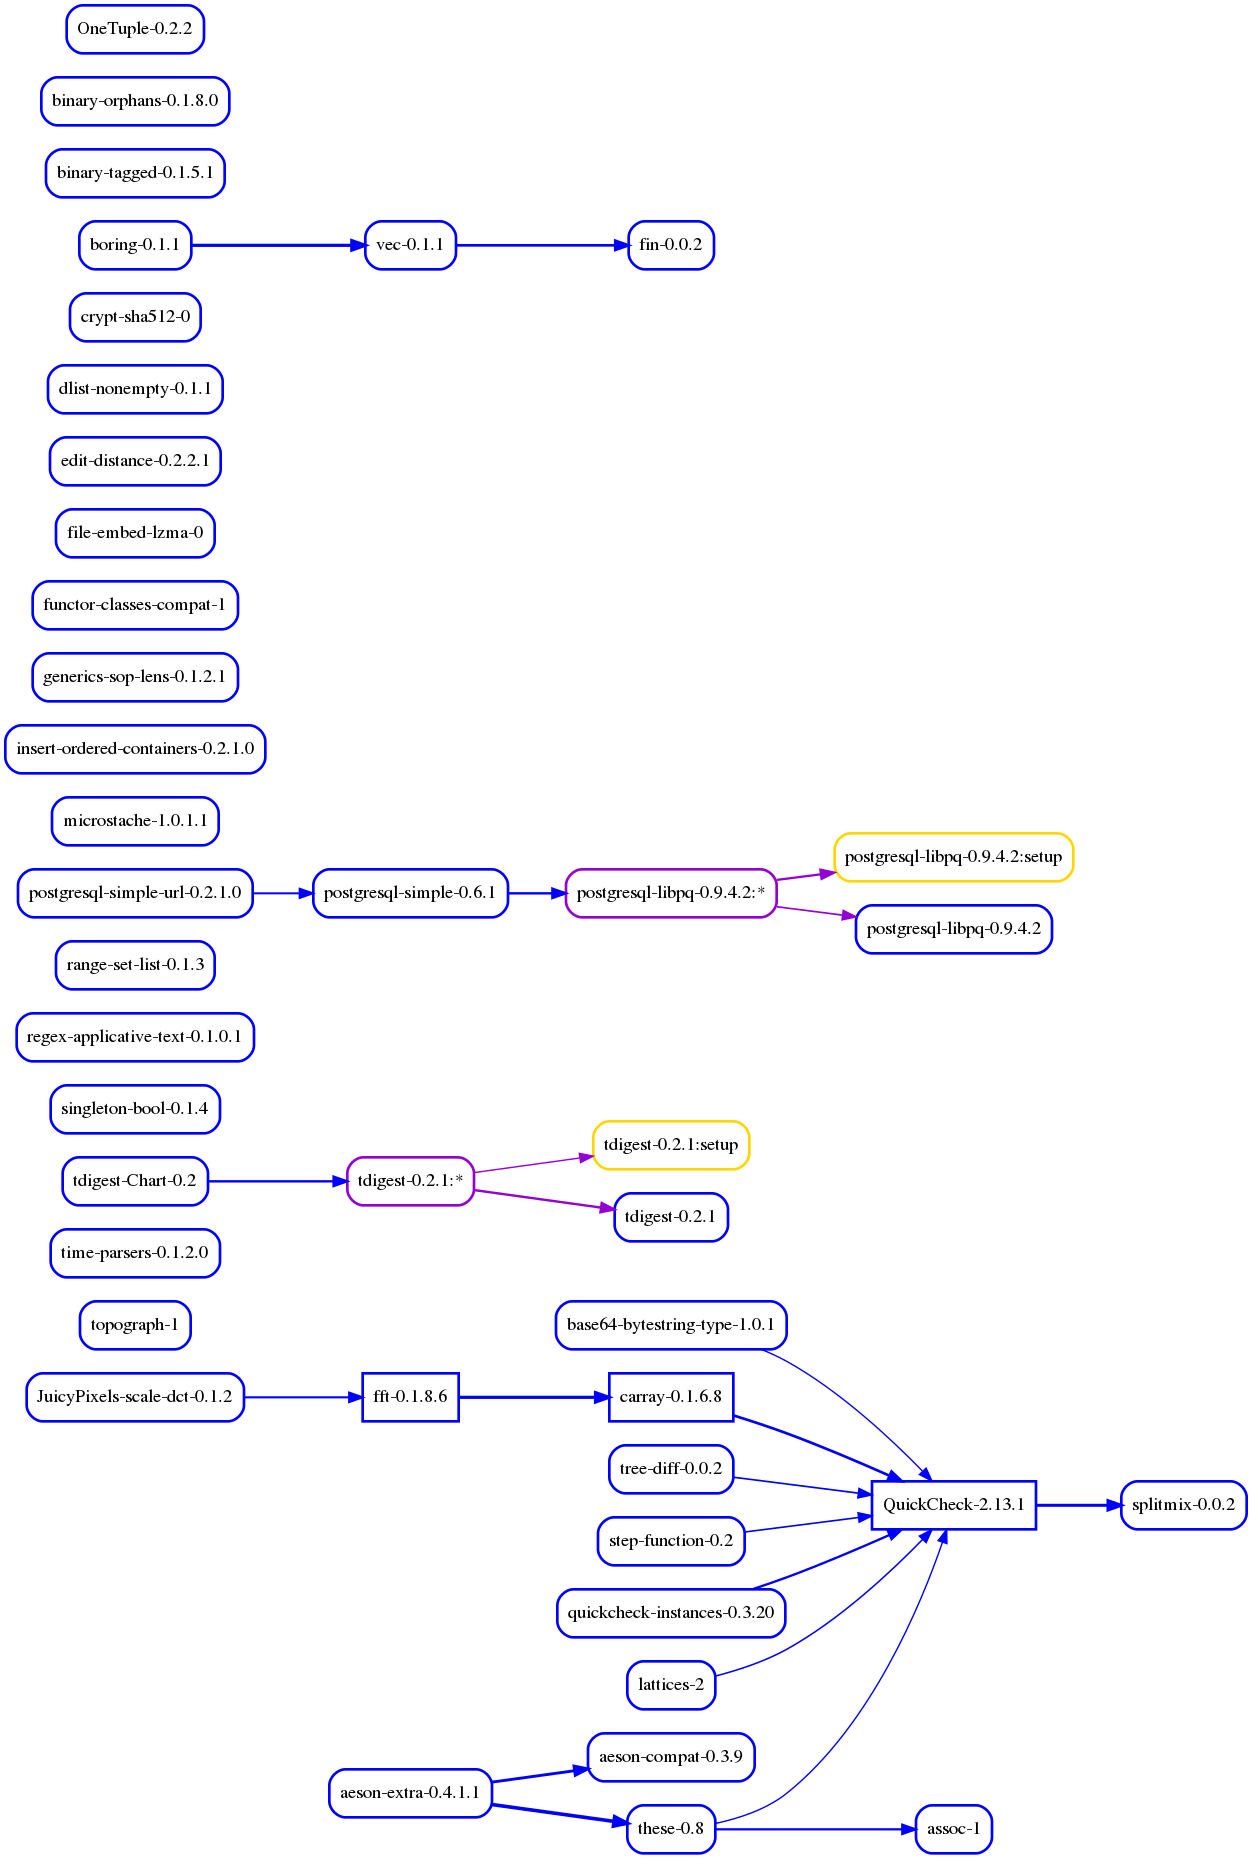 OneTuple-0.2.2
binary-orphans-0.1.8.0
binary-tagged-0.1.5.1
boring-0.1.1
vec-0.1.1
fin-0.0.2
crypt-sha512-0
dlist-nonempty-0.1.1
edit-distance-0.2.2.1
file-embed-lzma-0
functor-classes-compat-1
generics-sop-lens-0.1.2.1
insert-ordered-containers-0.2.1.0
microstache-1.0.1.1
postgresql-libpq-0.9.4.2:setup
postgresql-simple-url-0.2.1.0
postgresql-simple-0.6.1
postgresql-libpq-0.9.4.2:*
postgresql-libpq-0.9.4.2
range-set-list-0.1.3
regex-applicative-text-0.1.0.1
singleton-bool-0.1.4
tdigest-0.2.1:setup
tdigest-Chart-0.2
tdigest-0.2.1:*
tdigest-0.2.1
time-parsers-0.1.2.0
topograph-1
base64-bytestring-type-1.0.1
JuicyPixels-scale-dct-0.1.2
fft-0.1.8.6
carray-0.1.6.8
tree-diff-0.0.2
QuickCheck-2.13.1
splitmix-0.0.2
step-function-0.2
quickcheck-instances-0.3.20
lattices-2
aeson-compat-0.3.9
aeson-extra-0.4.1.1
these-0.8
assoc-1